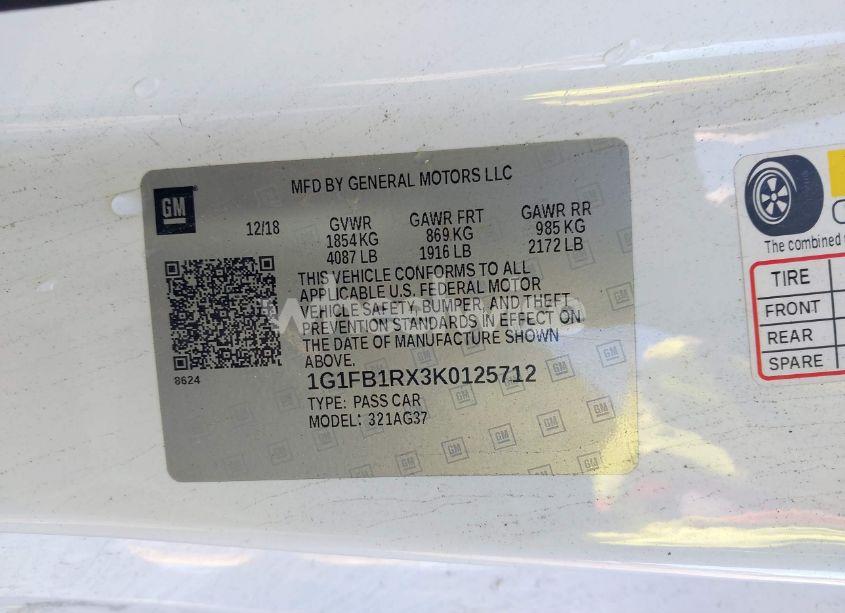 MFD BY GENERAL MOTORS LLC
GM
12/18 GVWR GAWR FRT GAWR RR
1854 KG 869 KG 985 KG
4087 LB 1916 LB 2172 LB
THIS VEHICLE CONFORMS TO ALL
APPLICABLE U.S. FEDERAL MOTOR
VEHICLE SAFETY, BUMPER, AND THEFT
PREVENTION STANDARDS IN EFFECT ON
THE DATE OF MANUFACTURE SHOWN
ABOVE.
8624
1G1FB1RX3K0125712
TYPE: PASS CAR
MODEL: 321AG37
The combined
TIRE
FRONT
REAR
SPARE